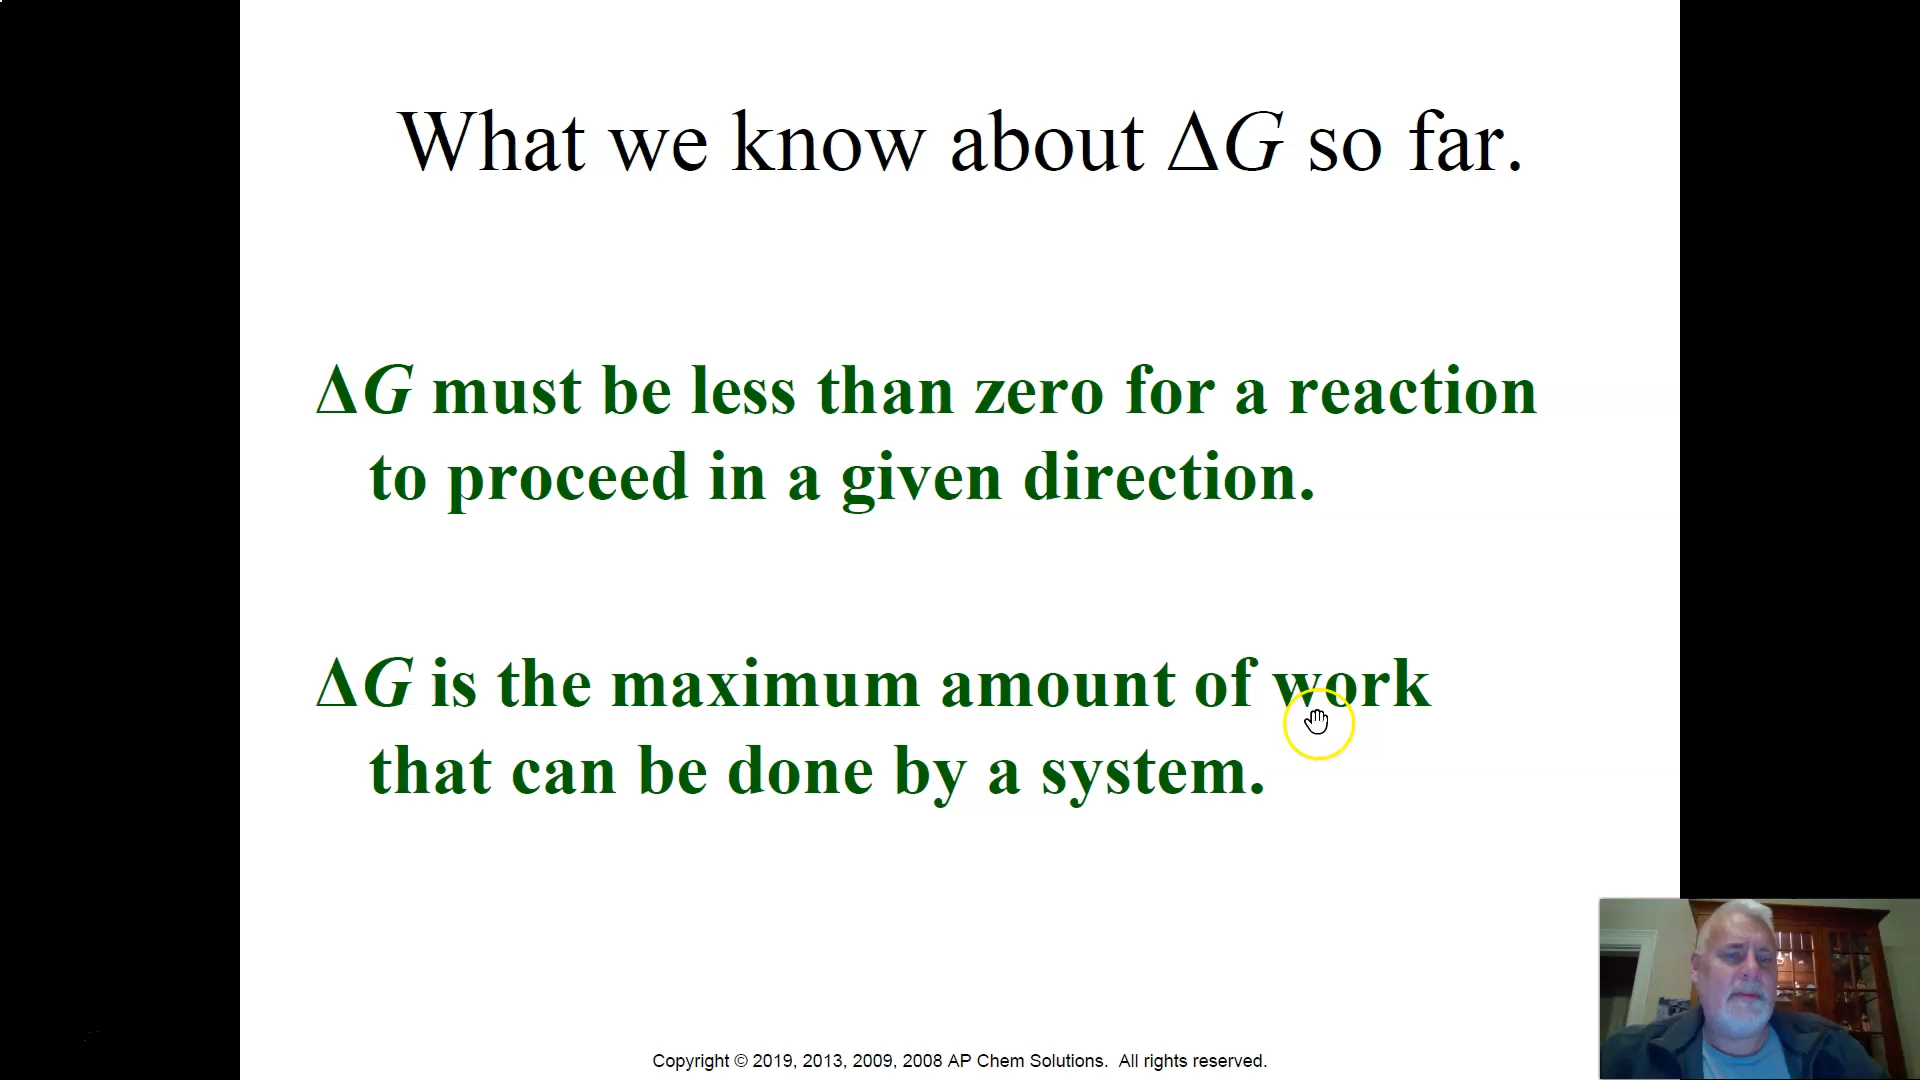 What we know about ΔG so far.
ΔG must be less than zero for a reaction
to proceed in a given direction.
ΔG is the maximum amount of work
that can be done by a system.
Copyright © 2019, 2013, 2009, 2008 AP Chem Solutions. All rights reserved.